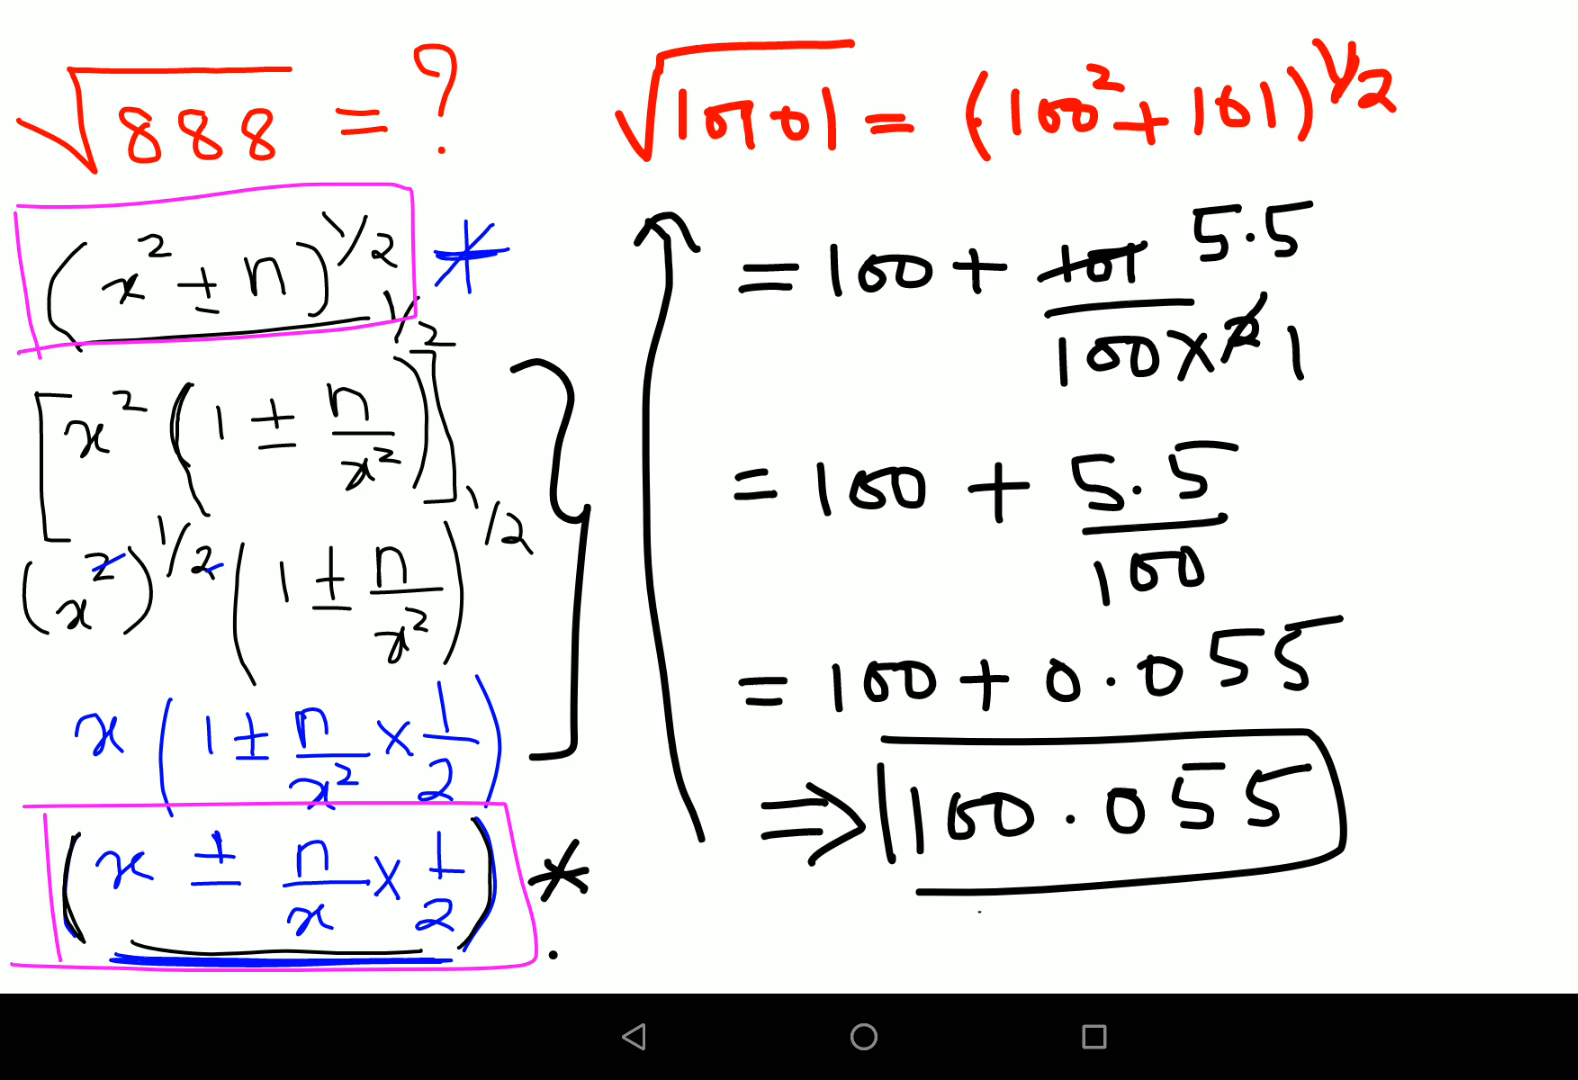 √888 = ?
(x² ± n)^1/2 *
[x² (1 ± n/x²)]^1/2
(x²)^1/2 (1 ± n/x²)^1/2
x (1 ± n/x² × 1/2)
(x ± n/x × 1/2) *
√10101 = (100² + 101)^1/2
= 100 + 101 5.5
100 × 2 1
= 100 + 5.5/100
= 100 + 0.055
⇒ 100.055